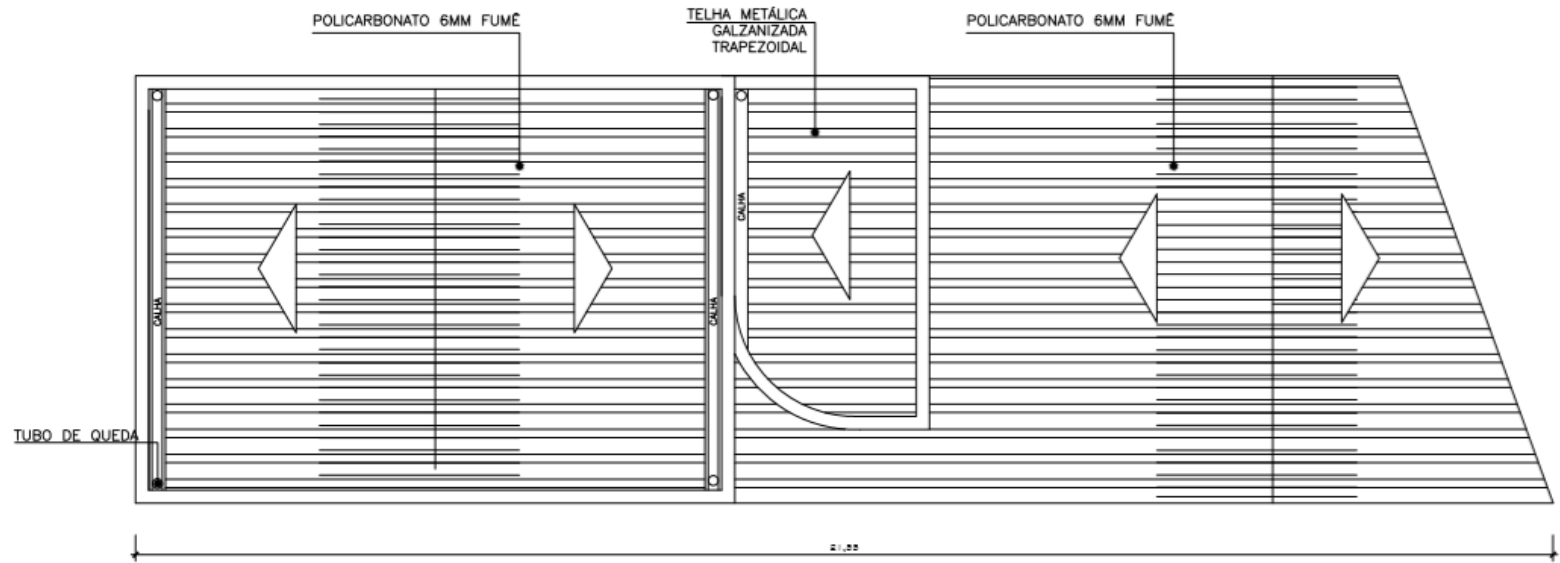 POLICARBONATO 6MM FUMÊ
TELHA METÁLICA
GALZANIZADA
TRAPEZOIDAL
POLICARBONATO 6MM FUMÊ
CALHA
CALHA
CALHA
TUBO DE QUEDA